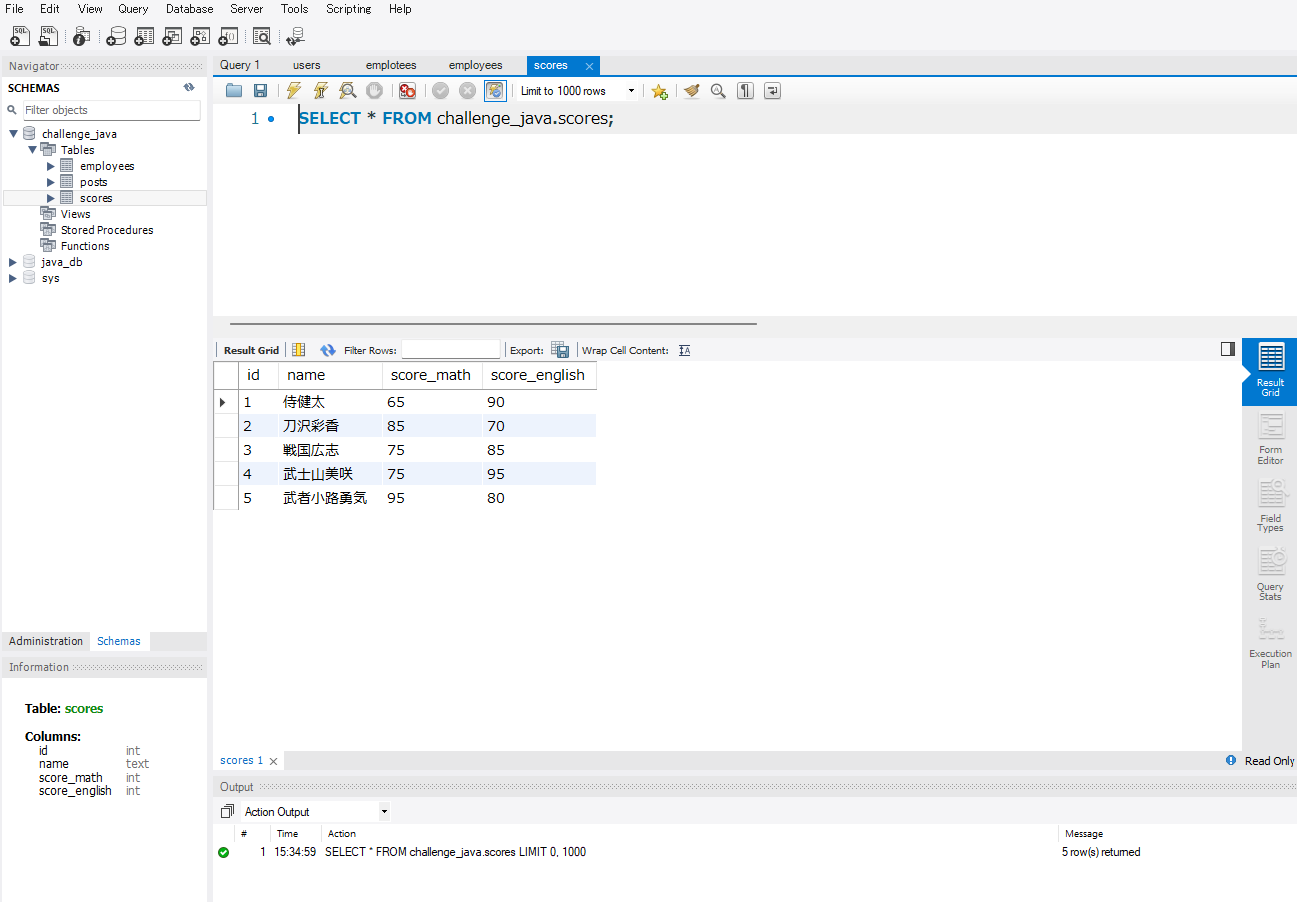 File Edit View Query Database Server Tools Scripting Help
Navigator
SCHEMAS
Filter objects
challenge_java
Tables
employees
posts
scores
Views
Stored Procedures
Functions
java_db
sys
Administration Schemas
Information
Table: scores
Columns:
id int
name text
score_math int
score_english int
Query 1 users emplotees employees scores
Limit to 1000 rows
1 SELECT * FROM challenge_java.scores;
Result Grid Filter Rows: Export: Wrap Cell Content:
id name score_math score_english
1 侍健太 65 90
2 刀沢彩香 85 70
3 戦国広志 75 85
4 武士山美咲 75 95
5 武者小路勇気 95 80
Result
Grid
Form
Editor
Field
Types
Query
Stats
Execution
Plan
scores 1 Read Only
Output
Action Output
# Time Action Message
1 15:34:59 SELECT * FROM challenge_java.scores LIMIT 0, 1000 5 row(s) returned